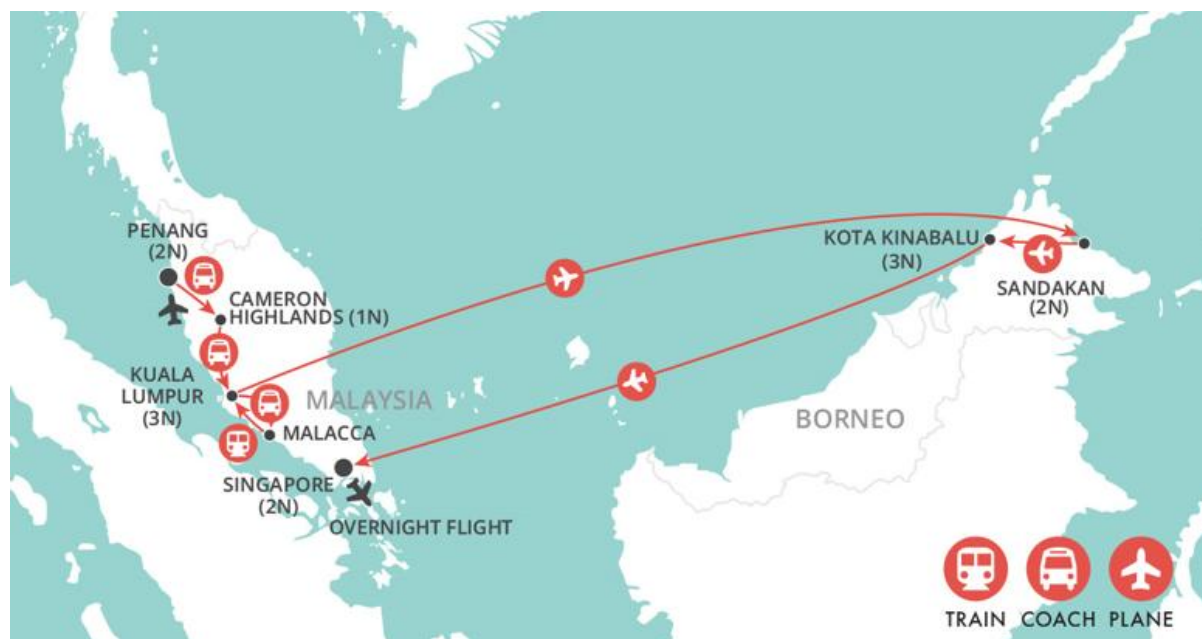 PENANG
(2N)
CAMERON
HIGHLANDS (1N)
KUALA
LUMPUR
(3N)
MALAYSIA
MALACCA
SINGAPORE
(2N)
OVERNIGHT FLIGHT
KOTA KINABALU
(3N)
SANDAKAN
(2N)
BORNEO
TRAIN COACH PLANE